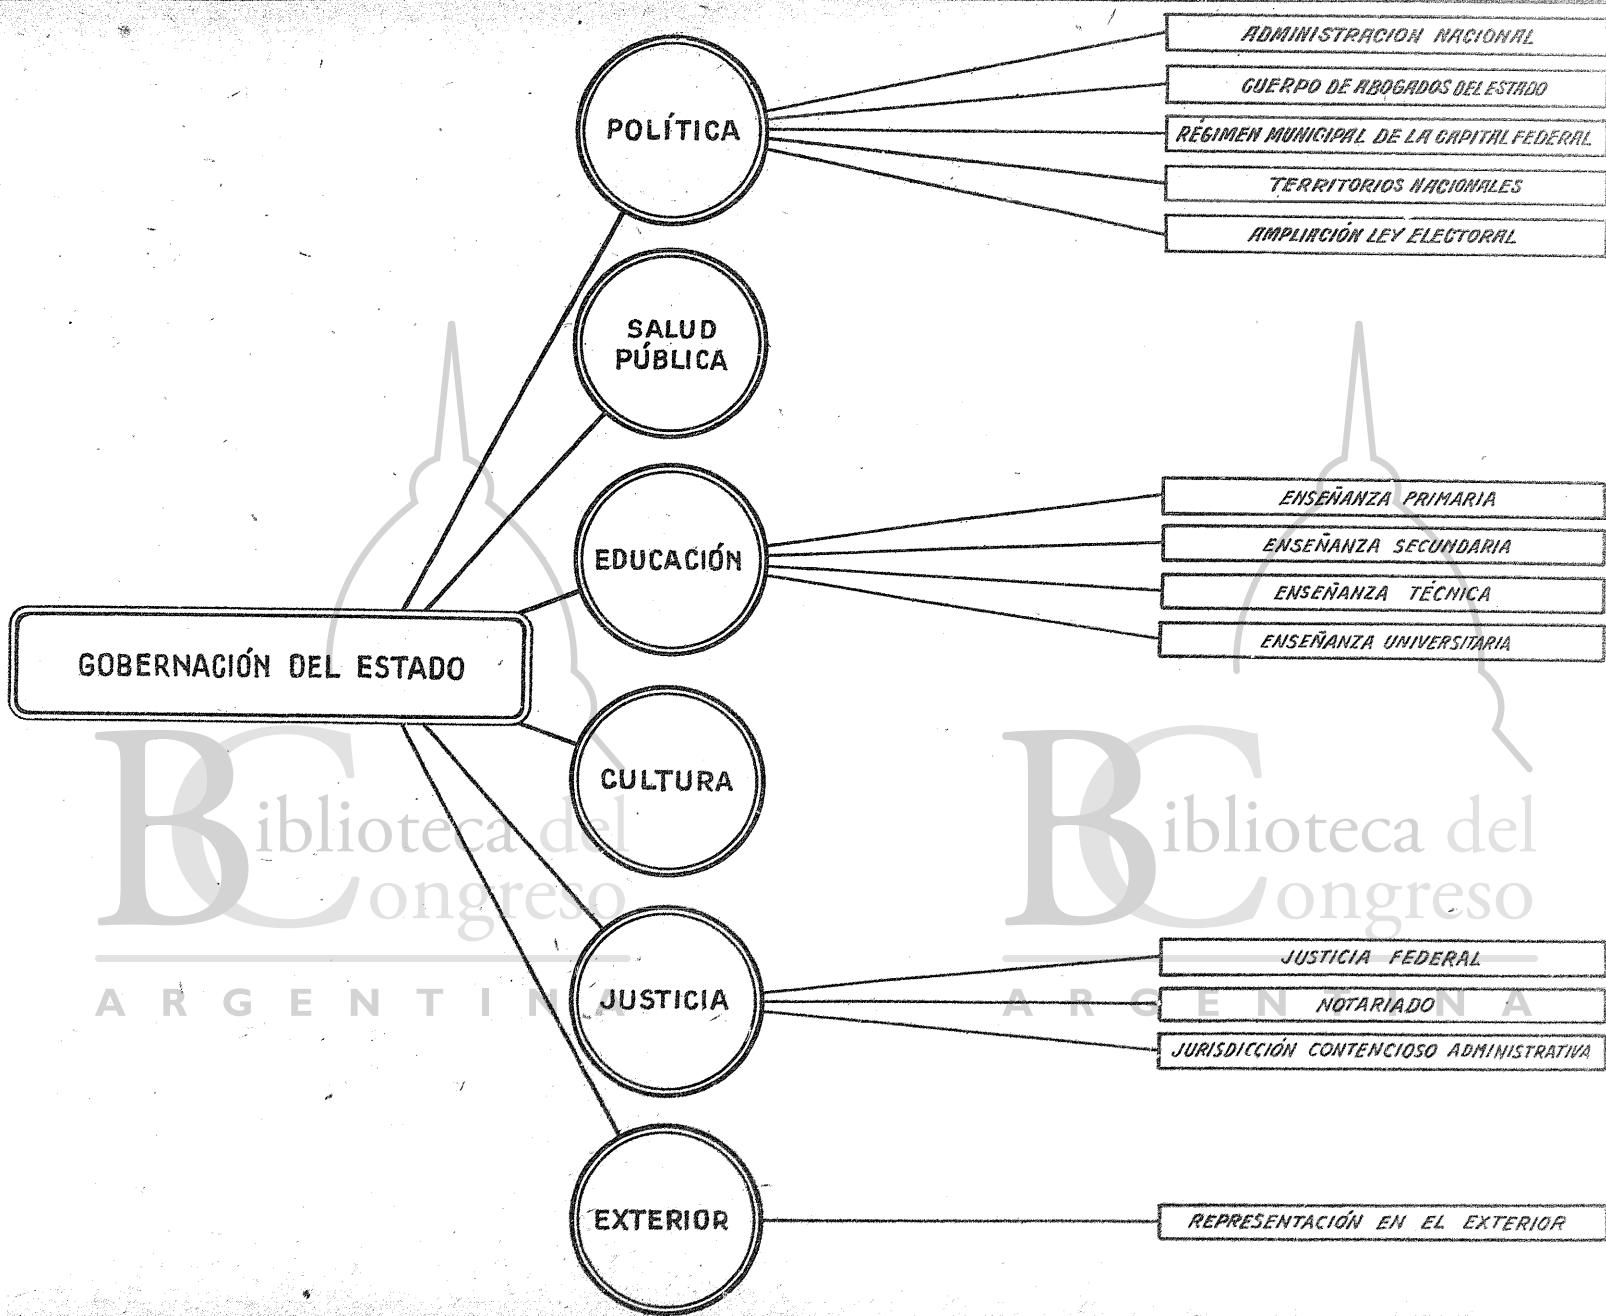 POLÍTICA
ADMINISTRACION NACIONAL
CUERPO DE ABOGADOS DEL ESTADO
RÉGIMEN MUNICIPAL DE LA CAPITAL FEDERAL
TERRITORIOS NACIONALES
AMPLIACIÓN LEY ELECTORAL
SALUD
PÚBLICA
EDUCACIÓN
ENSEÑANZA PRIMARIA
ENSEÑANZA SECUNDARIA
ENSEÑANZA TÉCNICA
ENSEÑANZA UNIVERSITARIA
GOBERNACIÓN DEL ESTADO
CULTURA
Biblioteca del
Congreso
ARGENTINA
Biblioteca del
Congreso
ARGENTINA
JUSTICIA
JUSTICIA FEDERAL
NOTARIADO
JURISDICCIÓN CONTENCIOSO ADMINISTRATIVA
EXTERIOR
REPRESENTACIÓN EN EL EXTERIOR